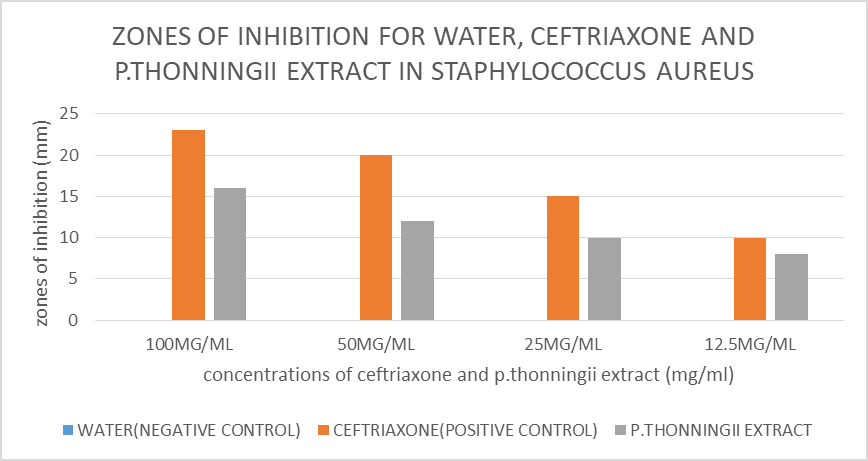 ZONES OF INHIBITION FOR WATER, CEFTRIAXONE AND
P.THONNINGII EXTRACT IN STAPHYLOCOCCUS AUREUS
zones of inhibition (mm)
25
20
15
10
5
0
100MG/ML 50MG/ML 25MG/ML 12.5MG/ML
concentrations of ceftriaxone and p.thonningii extract (mg/ml)
WATER(NEGATIVE CONTROL) CEFTRIAXONE(POSITIVE CONTROL) P.THONNINGII EXTRACT